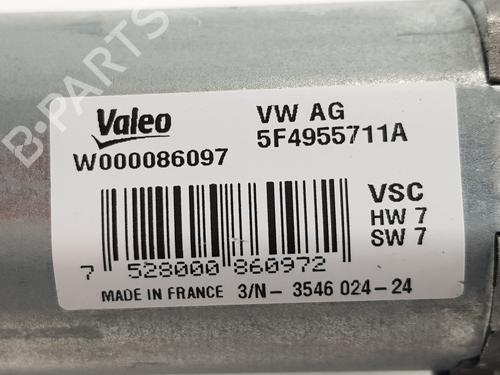 B-PARTS
Valeo
VW AG
W000086097
5F4955711A
VSC
HW 7
SW 7
7 528000 860972
MADE IN FRANCE 3/N- 3546 024-24